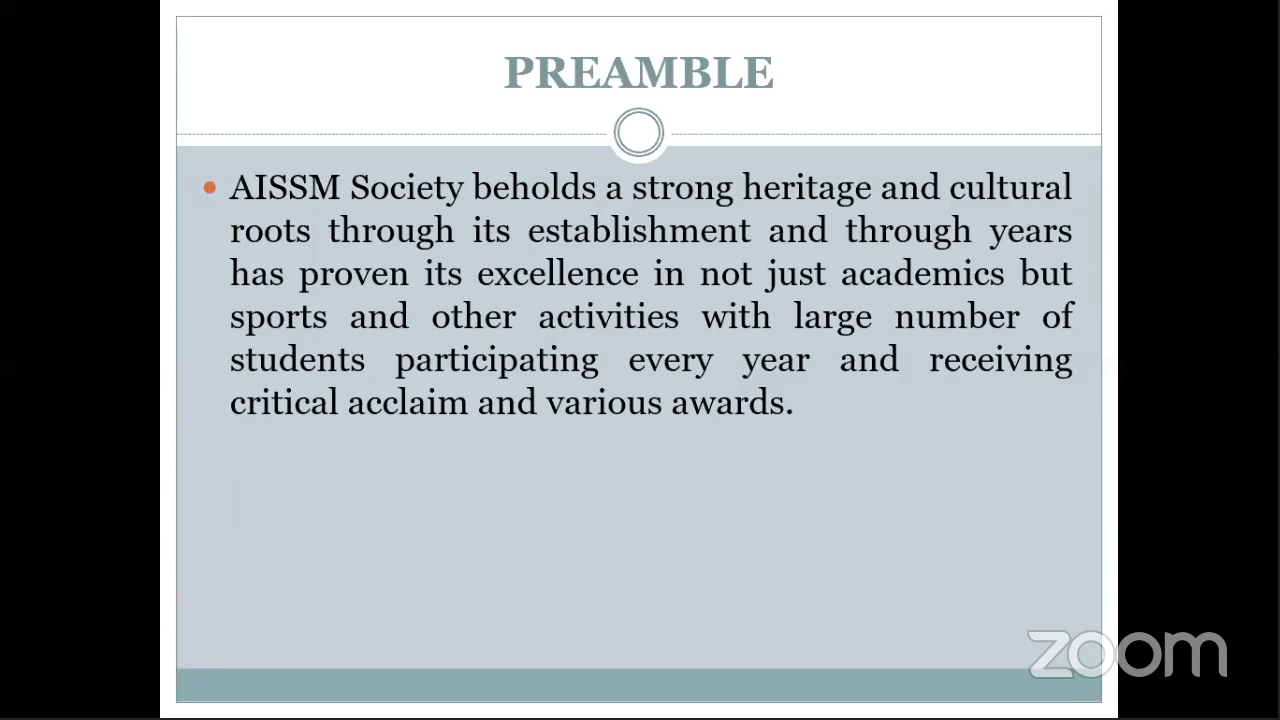 PREAMBLE
• AISSM Society beholds a strong heritage and cultural
roots through its establishment and through years
has proven its excellence in not just academics but
sports and other activities with large number of
students participating every year and receiving
critical acclaim and various awards.
zoom